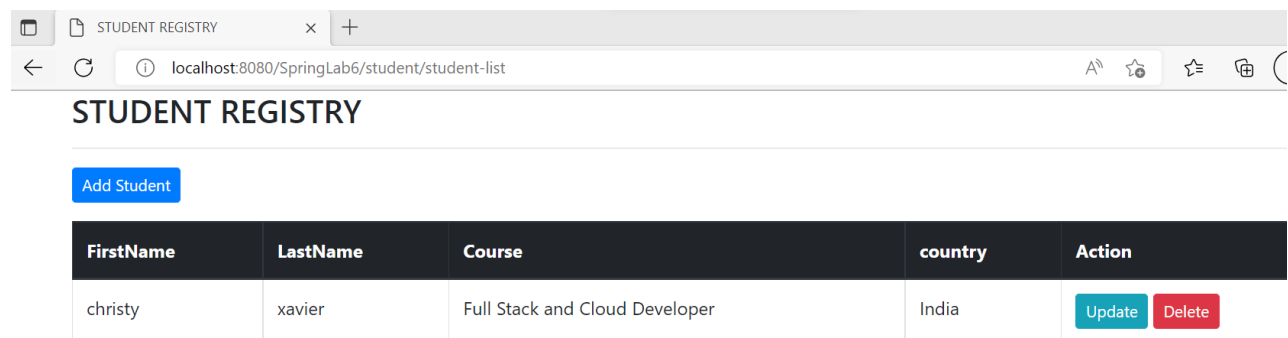 STUDENT REGISTRY
localhost:8080/SpringLab6/student/student-list
STUDENT REGISTRY
Add Student
FirstName LastName Course country Action
christy xavier Full Stack and Cloud Developer India Update Delete